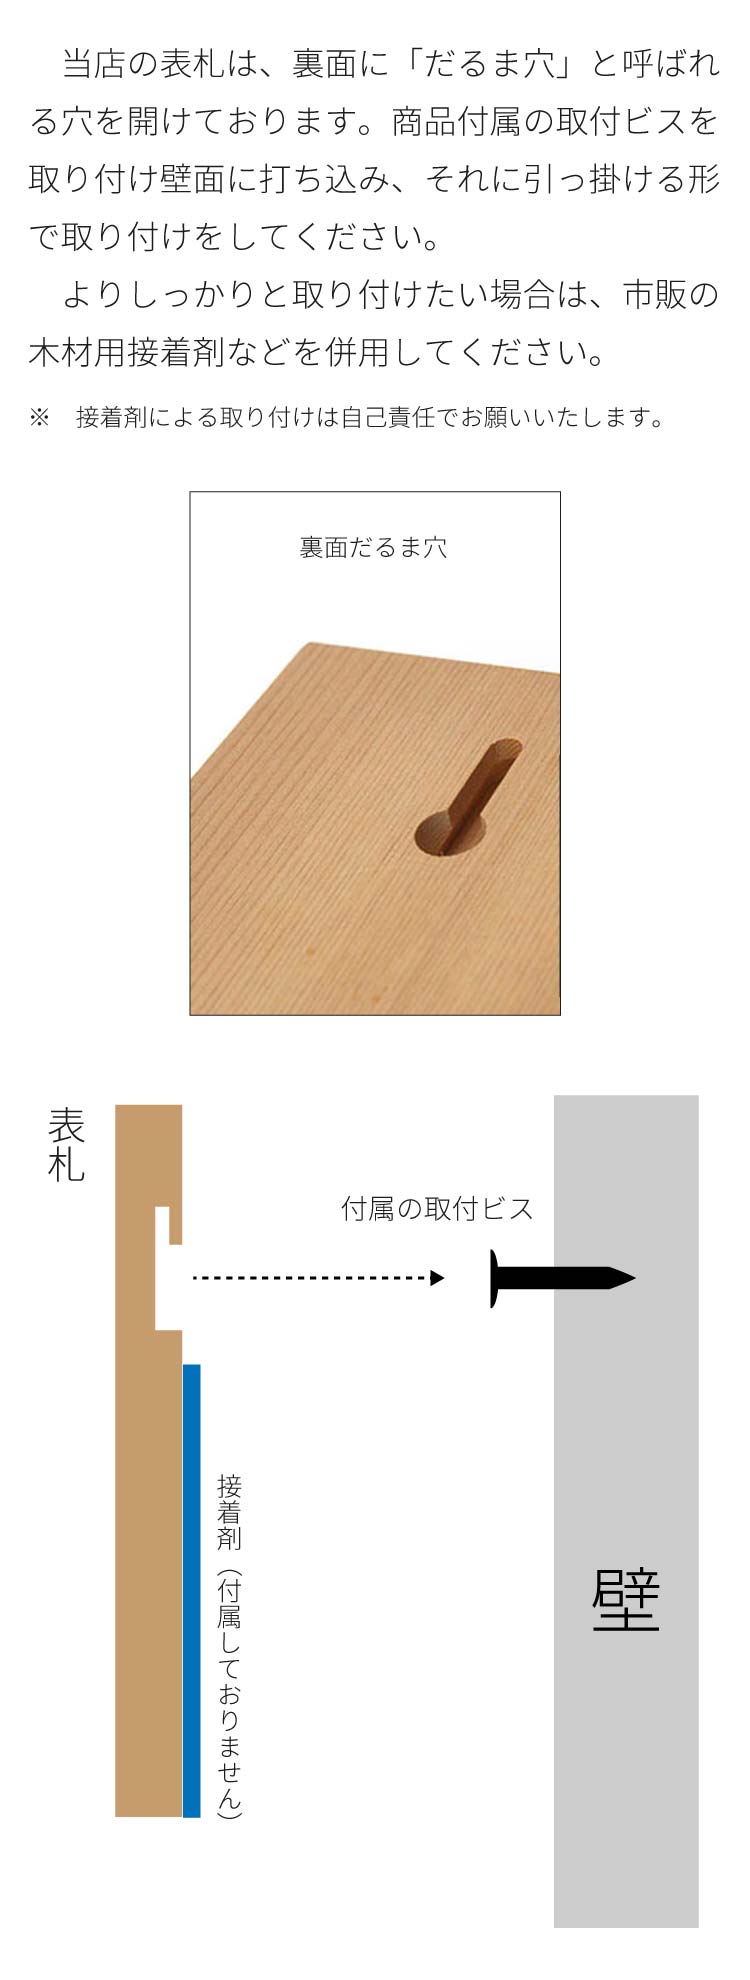 当店の表札は、裏面に「だるま穴」と呼ばれ
る穴を開けております。商品付属の取付ビスを
取り付け壁面に打ち込み、それに引っ掛ける形
で取り付けをしてください。
　よりしっかりと取り付けたい場合は、市販の
木材用接着剤などを併用してください。
※　接着剤による取り付けは自己責任でお願いいたします。
裏面だるま穴
表札
付属の取付ビス
接着剤（付属しておりません）
壁